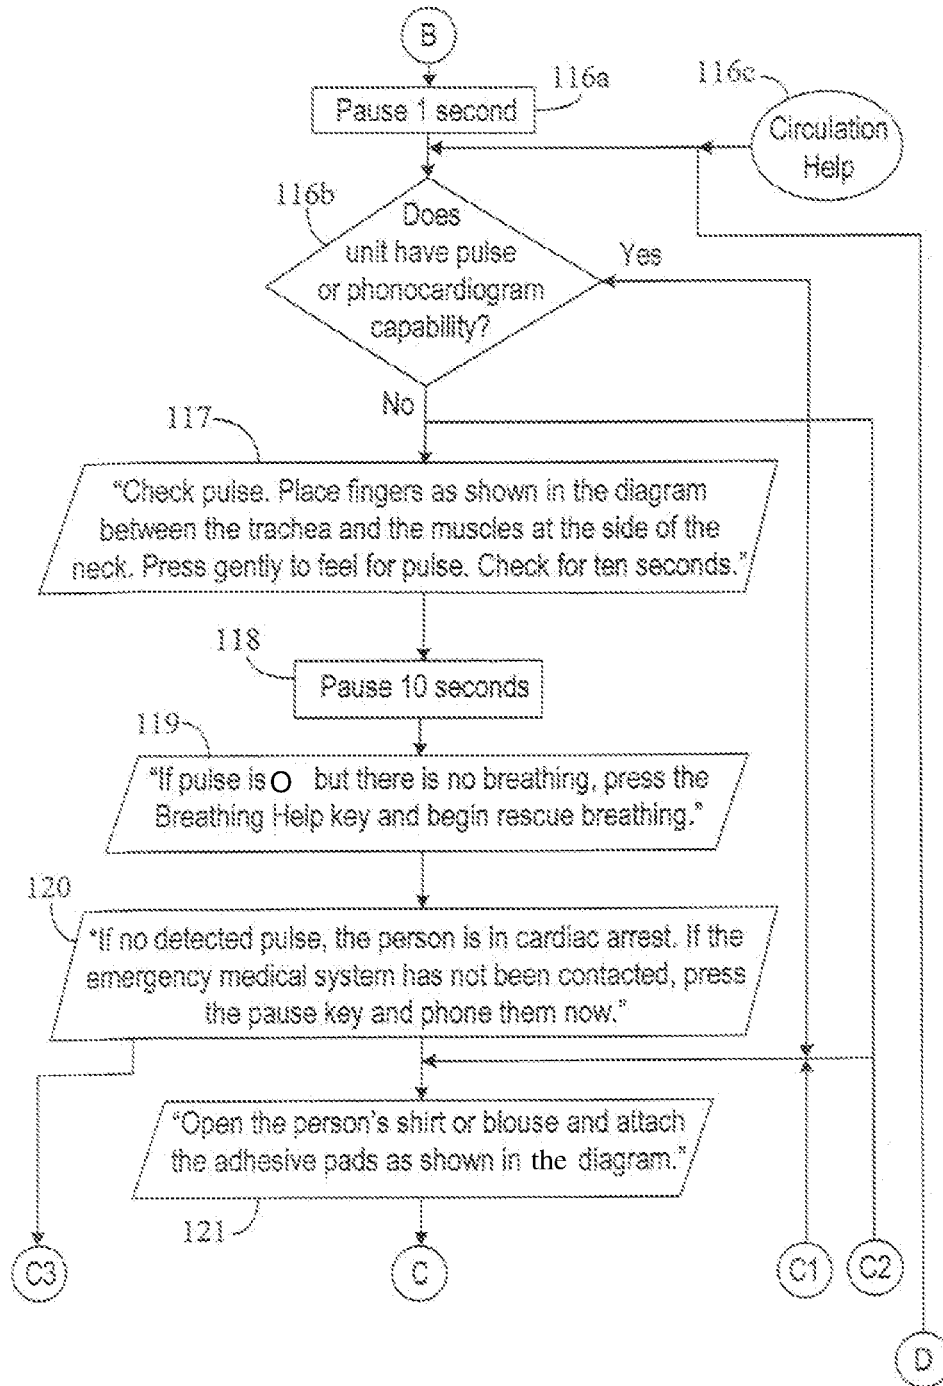 B
116a
Pause 1 second
116c
Circulation
Help
116b
Does
unit have pulse
or phonocardiogram
capability?
Yes
No
117
“Check pulse. Place fingers as shown in the diagram
between the trachea and the muscles at the side of the
neck. Press gently to feel for pulse. Check for ten seconds.”
118
Pause 10 seconds
119
“If pulse is O but there is no breathing, press the
Breathing Help key and begin rescue breathing.”
120
“If no detected pulse, the person is in cardiac arrest. If the
emergency medical system has not been contacted, press
the pause key and phone them now.”
“Open the person’s shirt or blouse and attach
the adhesive pads as shown in the diagram.”
121
C3
C
C1
C2
D